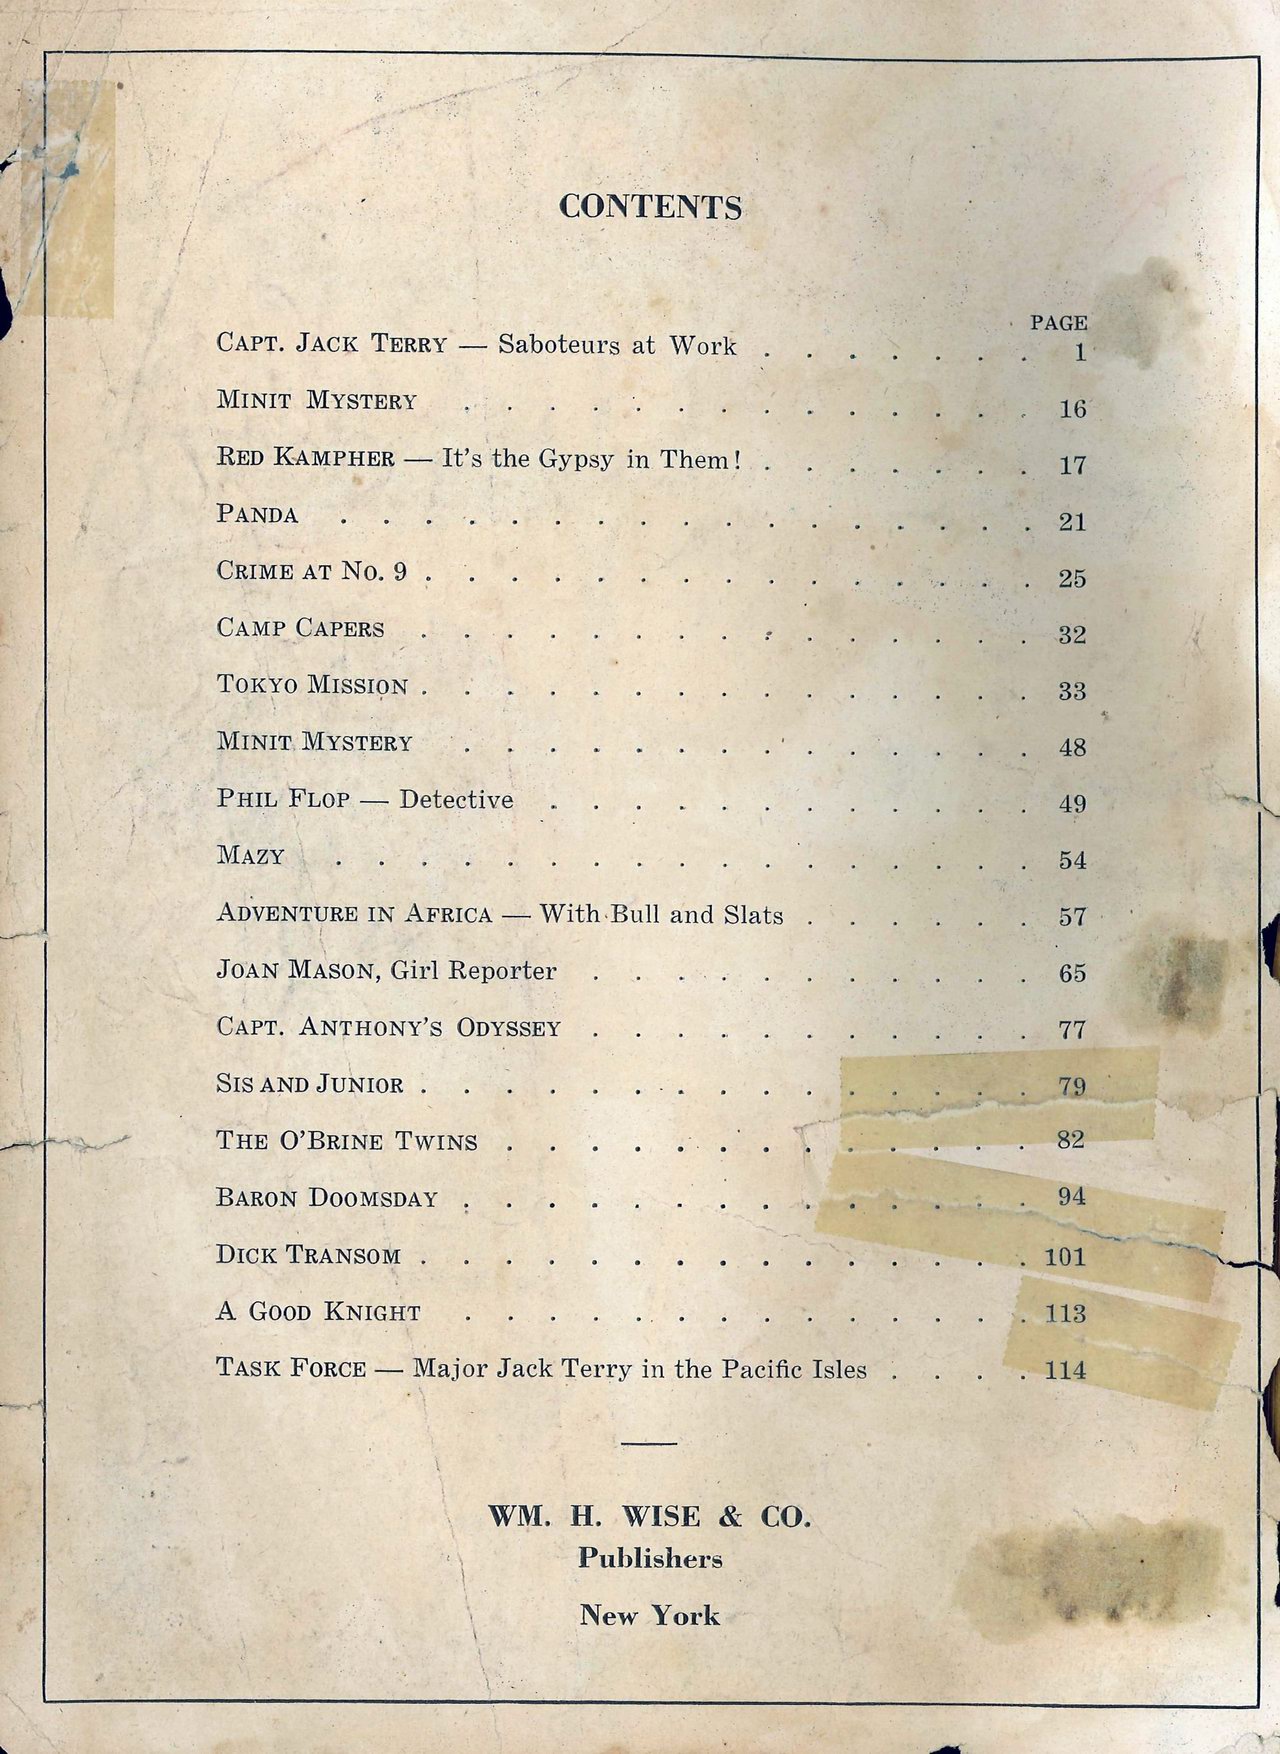 CONTENTS
PAGE
CAPT. JACK TERRY — Saboteurs at Work . . . . . . . 1
MINIT MYSTERY . . . . . . . . . . . . . . 16
RED KAMPHER — It's the Gypsy in Them! . . . . . . . 17
PANDA . . . . . . . . . . . . . . . . . 21
CRIME AT NO. 9 . . . . . . . . . . . . . . . 25
CAMP CAPERS . . . . . . . . . . . . . . . 32
TOKYO MISSION . . . . . . . . . . . . . . . 33
MINIT MYSTERY . . . . . . . . . . . . . . 48
PHIL FLOP — Detective . . . . . . . . . . . . 49
MAZY . . . . . . . . . . . . . . . . . 54
ADVENTURE IN AFRICA — With Bull and Slats . . . . . . 57
JOAN MASON, Girl Reporter . . . . . . . . . . . 65
CAPT. ANTHONY'S ODYSSEY . . . . . . . . . . . 77
SIS AND JUNIOR . . . . . . . . . . . . . . . 79
THE O'BRINE TWINS . . . . . . . . . . . . . 82
BARON DOOMSDAY . . . . . . . . . . . . . . 94
DICK TRANSOM . . . . . . . . . . . . . . . 101
A GOOD KNIGHT . . . . . . . . . . . . . . 113
TASK FORCE — Major Jack Terry in the Pacific Isles . . . . 114
WM. H. WISE & CO.
Publishers
New York